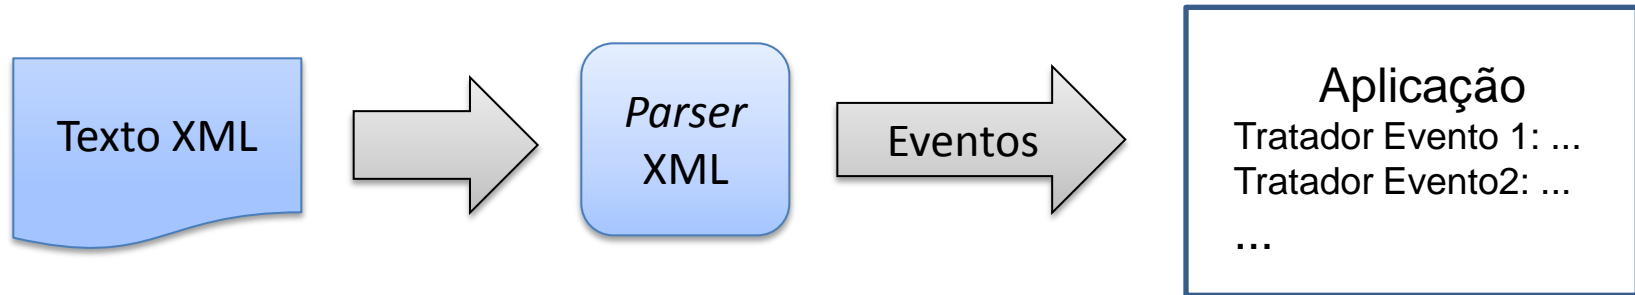 Texto XML
Parser
XML
Eventos
Aplicação
Tratador Evento 1: ...
Tratador Evento2: ...
...